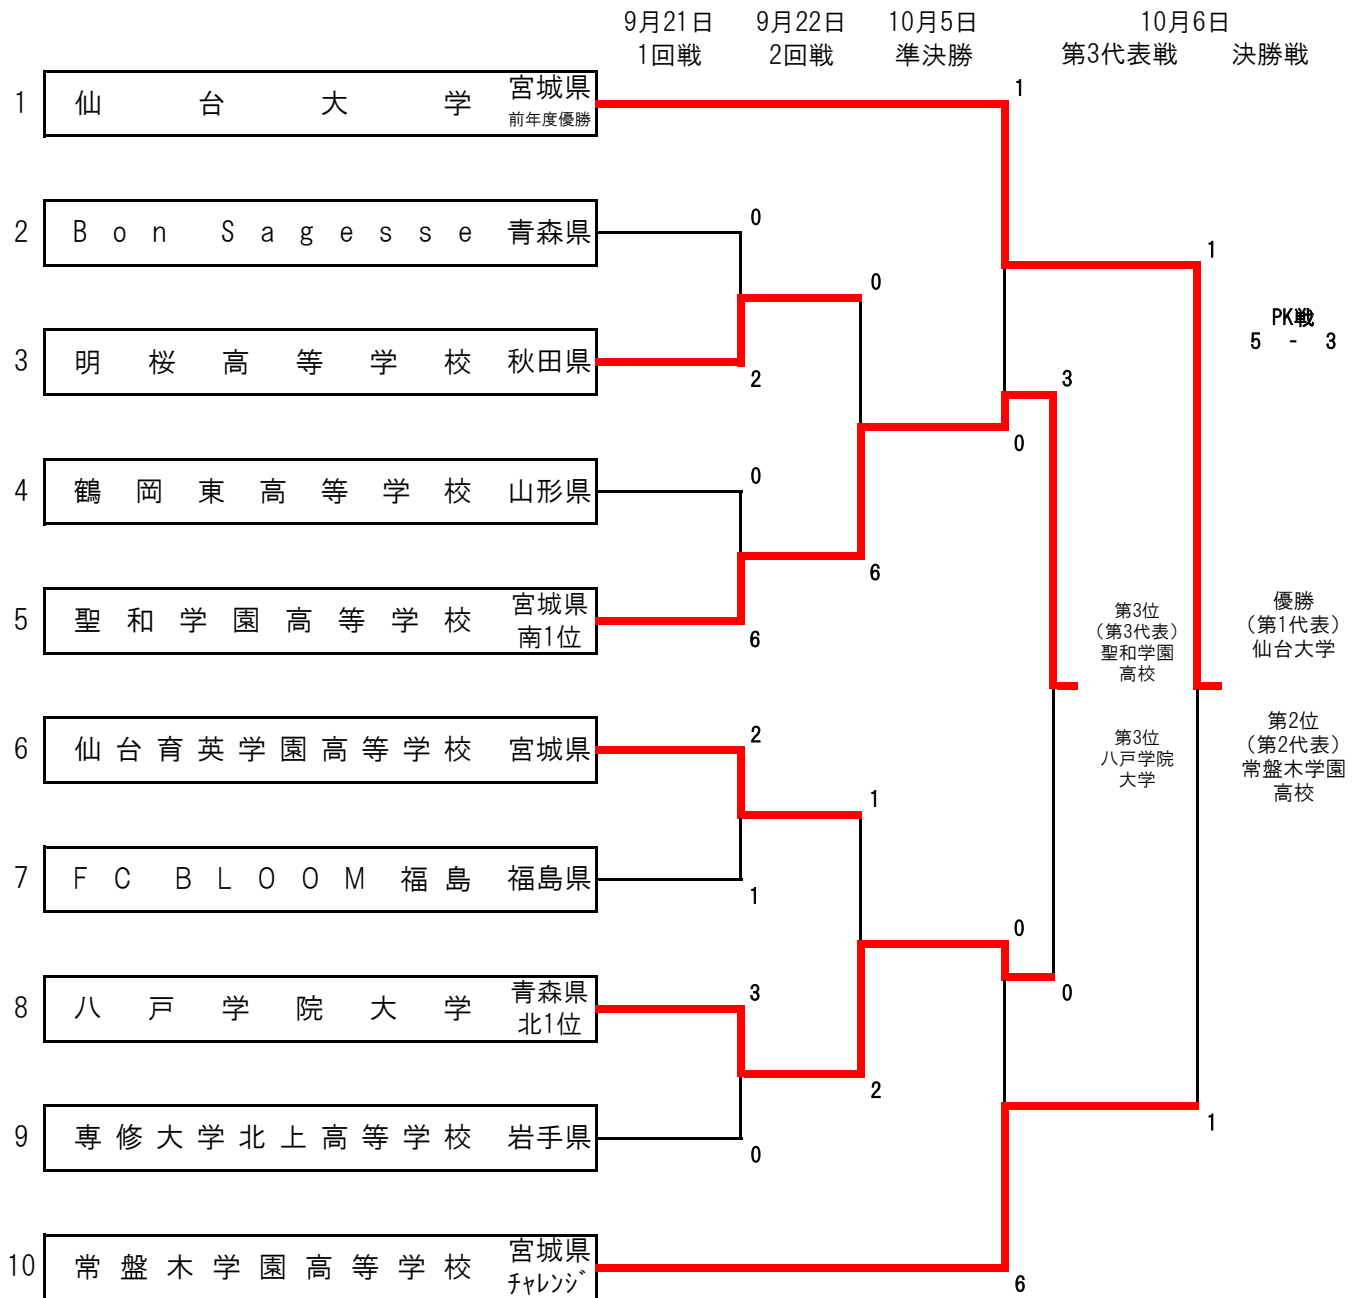 9月21日 9月22日 10月5日 10月6日
1回戦 2回戦 準決勝 第3代表戦 決勝戦
1 仙台大学 宮城県 1
前年度優勝
2 Bon Sagesse 青森県 0
1
0
PK戦
5 - 3
3 明桜高等学校 秋田県 2
3
0
4 鶴岡東高等学校 山形県 0
6
5 聖和学園高等学校 宮城県
南1位
6
第3位
(第3代表)
聖和学園
高校
優勝
(第1代表)
仙台大学
6 仙台育英学園高等学校 宮城県 2
第3位
八戸学院
大学
第2位
(第2代表)
常盤木学園
高校
1
7 FC BLOOM福島 福島県 1
0
8 八戸学院大学 青森県
北1位
3
0
2
9 専修大学北上高等学校 岩手県 0
1
10 常盤木学園高等学校 宮城県
ﾁｬﾚﾝｼﾞ
6